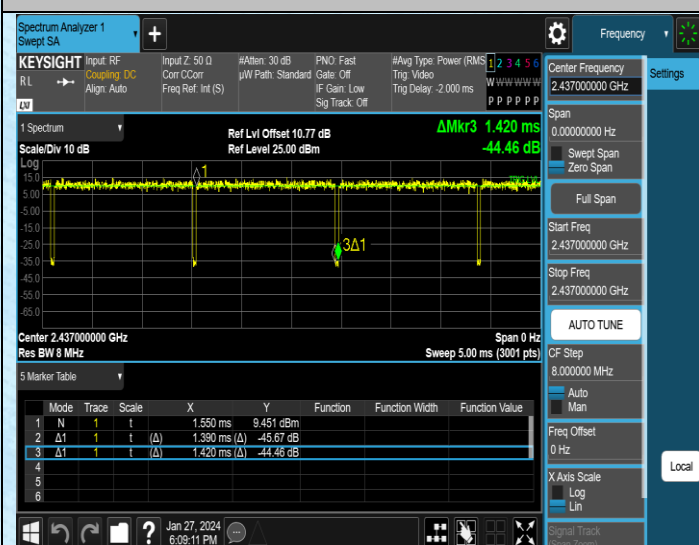 Spectrum Analyzer 1
Swept SA
+
Frequency
KEYSIGHT
RL
LXI
Input: RF
Coupling: DC
Align: Auto
Input Z: 50 Ω
Corr CCorr
Freq Ref: Int (S)
#Atten: 30 dB
µW Path: Standard
PNO: Fast
Gate: Off
IF Gain: Low
Sig Track: Off
#Avg Type: Power (RMS
Trig: Video
Trig Delay: -2.000 ms
1 2 3 4 5 6
W W W W W W
P P P P P P
1 Spectrum
Scale/Div 10 dB
Ref Lvl Offset 10.77 dB
Ref Level 25.00 dBm
ΔMkr3 1.420 ms
-44.46 dB
Log
15.0
5.00
-5.00
-15.0
-25.0
-35.0
-45.0
-55.0
-65.0
1
3Δ1
Center 2.437000000 GHz
Res BW 8 MHz
Span 0 Hz
Sweep 5.00 ms (3001 pts)
5 Marker Table
Mode Trace Scale X Y Function Function Width Function Value
1 N 1 t 1.550 ms 9.451 dBm
2 Δ1 1 t (Δ) 1.390 ms (Δ) -45.67 dB
3 Δ1 1 t (Δ) 1.420 ms (Δ) -44.46 dB
4
5
6
?
Jan 27, 2024
6:09:11 PM
Center Frequency
2.437000000 GHz
Settings
Span
0.00000000 Hz
Swept Span
Zero Span
Full Span
Start Freq
2.437000000 GHz
Stop Freq
2.437000000 GHz
AUTO TUNE
CF Step
8.000000 MHz
Auto
Man
Freq Offset
0 Hz
X Axis Scale
Log
Lin
Local
Signal Track
(Span Zoom)